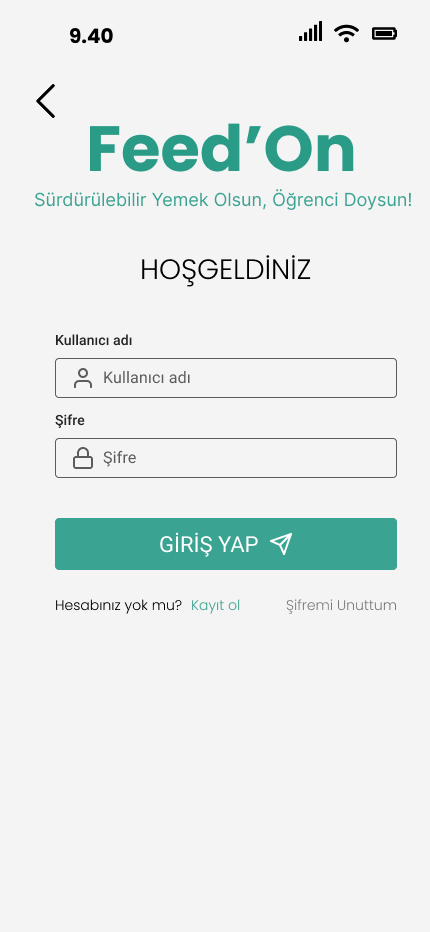 9.40
Feed’On
Sürdürülebilir Yemek Olsun, Öğrenci Doysun!
HOŞGELDİNİZ
Kullanıcı adı
Kullanıcı adı
Şifre
Şifre
GİRİŞ YAP
Hesabınız yok mu? Kayıt ol Şifremi Unuttum